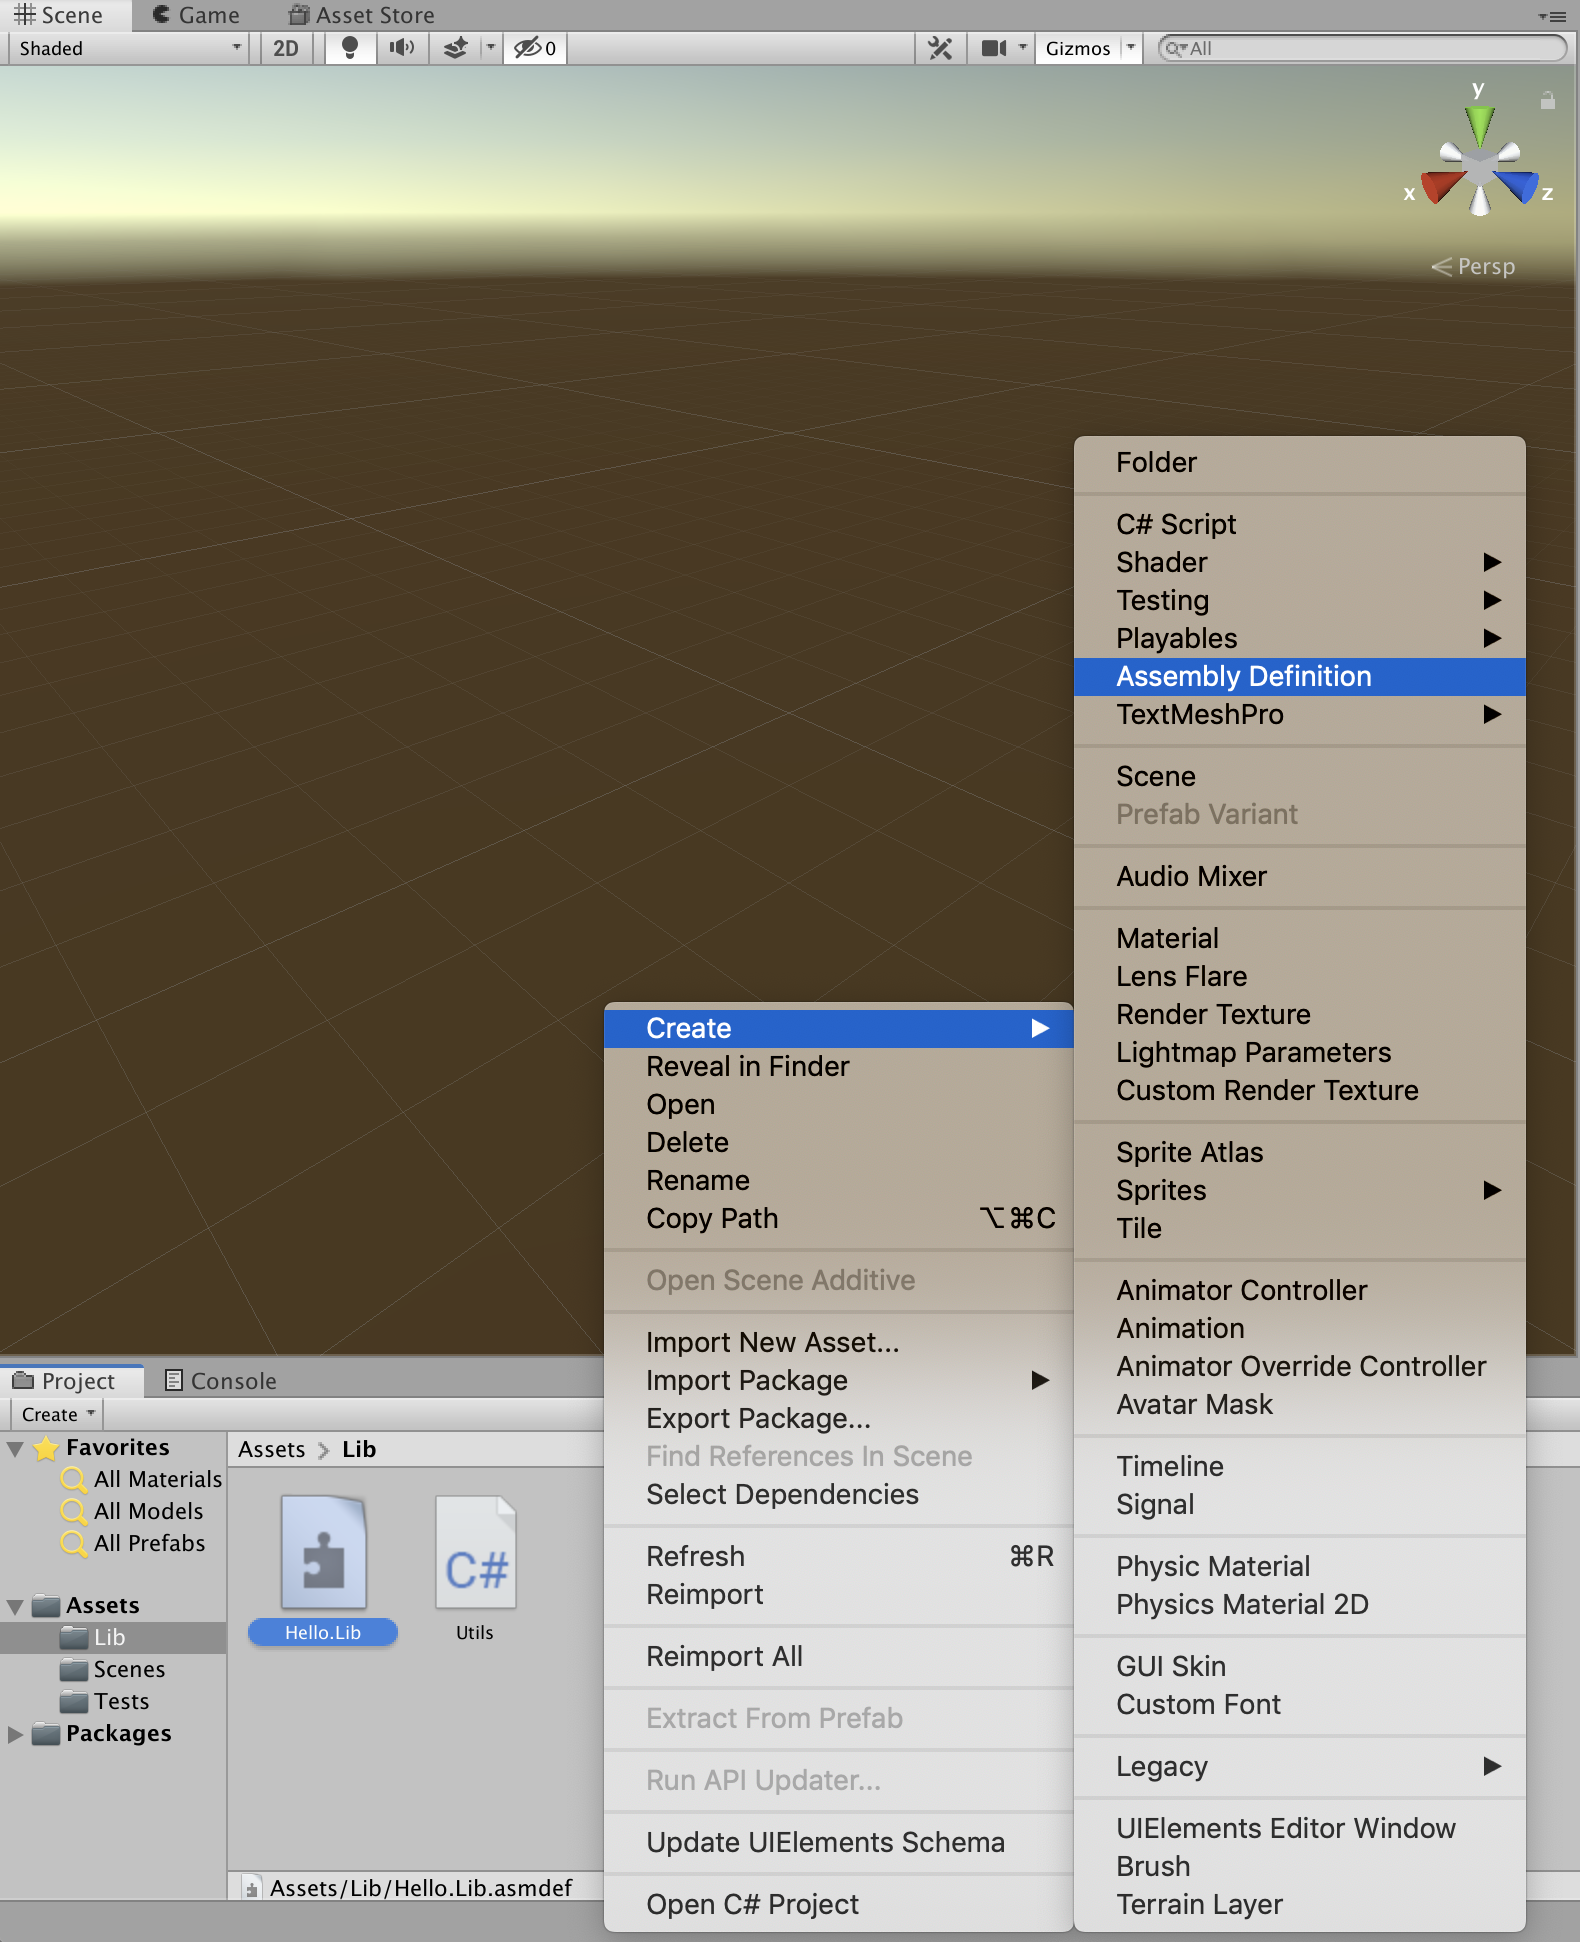 Scene Game Asset Store
Shaded 2D 0 Gizmos All
y
x z
Persp
Folder
C# Script
Shader
Testing
Playables
Assembly Definition
TextMeshPro
Scene
Prefab Variant
Audio Mixer
Material
Lens Flare
Render Texture
Lightmap Parameters
Custom Render Texture
Sprite Atlas
Sprites
Tile
Animator Controller
Animation
Animator Override Controller
Avatar Mask
Timeline
Signal
Physic Material
Physics Material 2D
GUI Skin
Custom Font
Legacy
UIElements Editor Window
Brush
Terrain Layer
Create
Reveal in Finder
Open
Delete
Rename
Copy Path ⌥⌘C
Open Scene Additive
Import New Asset...
Import Package
Export Package...
Find References In Scene
Select Dependencies
Refresh ⌘R
Reimport
Reimport All
Extract From Prefab
Run API Updater...
Update UIElements Schema
Open C# Project
Project Console
Create
Favorites
All Materials
All Models
All Prefabs
Assets
Lib
Scenes
Tests
Packages
Assets Lib
C#
Hello.Lib Utils
Assets/Lib/Hello.Lib.asmdef